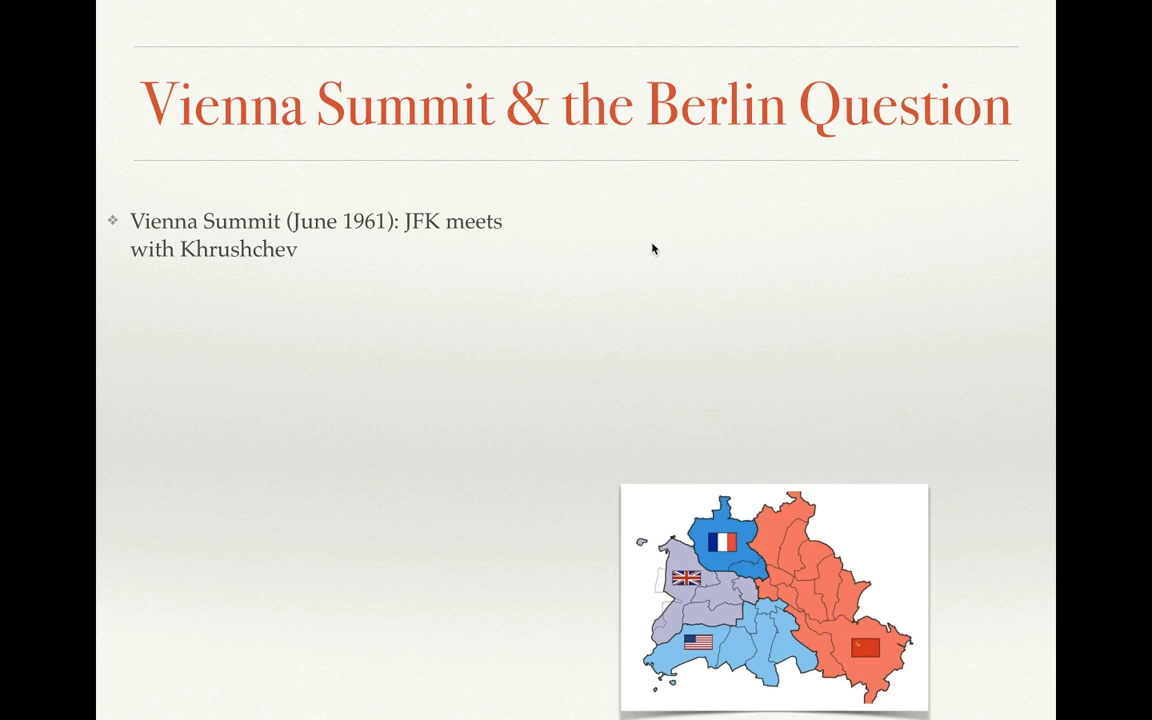 Vienna Summit & the Berlin Question
Vienna Summit (June 1961): JFK meets
with Khrushchev